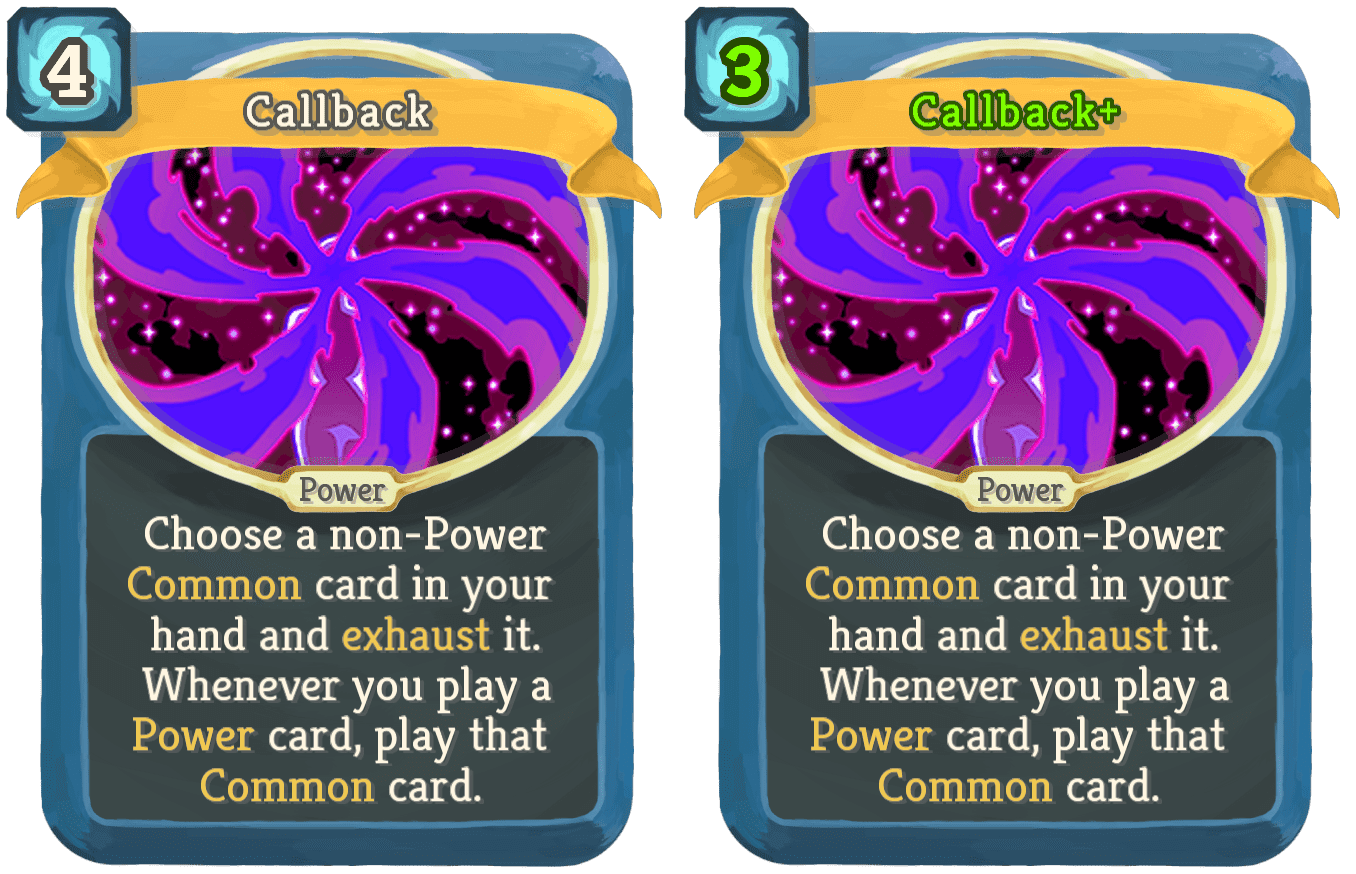 4
Callback
Power
Choose a non-Power
Common card in your
hand and exhaust it.
Whenever you play a
Power card, play that
Common card.
3
Callback+
Power
Choose a non-Power
Common card in your
hand and exhaust it.
Whenever you play a
Power card, play that
Common card.